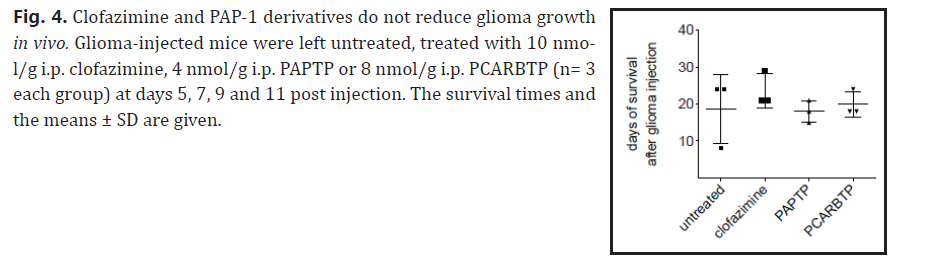 Fig. 4. Clofazimine and PAP-1 derivatives do not reduce glioma growth
in vivo. Glioma-injected mice were left untreated, treated with 10 nmo-
l/g i.p. clofazimine, 4 nmol/g i.p. PAPTP or 8 nmol/g i.p. PCARBTP (n= 3
each group) at days 5, 7, 9 and 11 post injection. The survival times and
the means ± SD are given.
days of survival
after glioma injection
40
30
20
10
untreated
clofazimine
PAPTP
PCARBTP